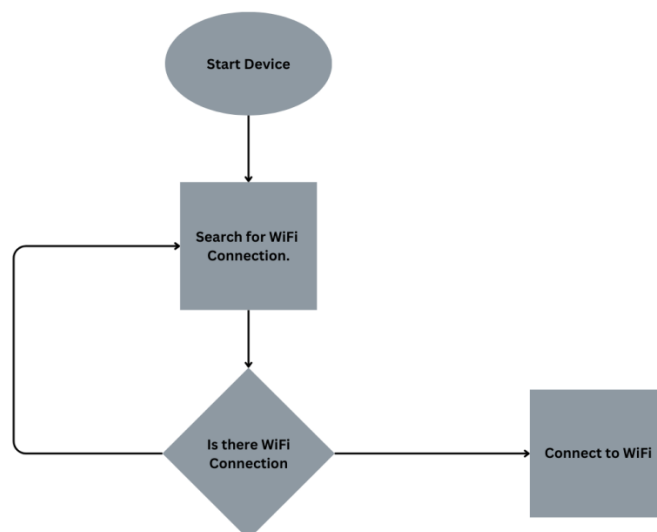 Start Device
Search for WiFi
Connection.
Is there WiFi
Connection
Connect to WiFi